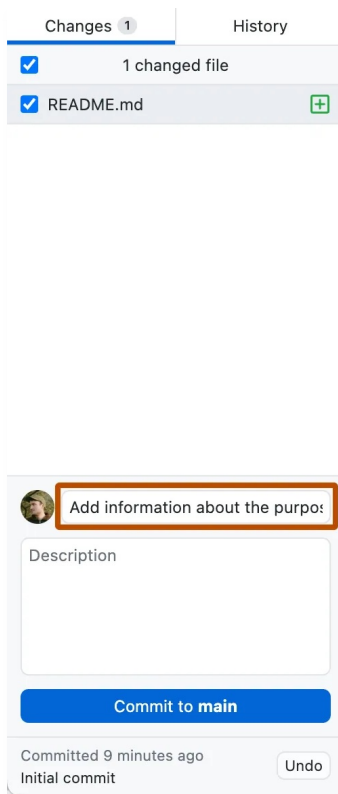 Changes 1 History
1 changed file
README.md
Add information about the purpos
Description
Commit to main
Committed 9 minutes ago
Initial commit
Undo